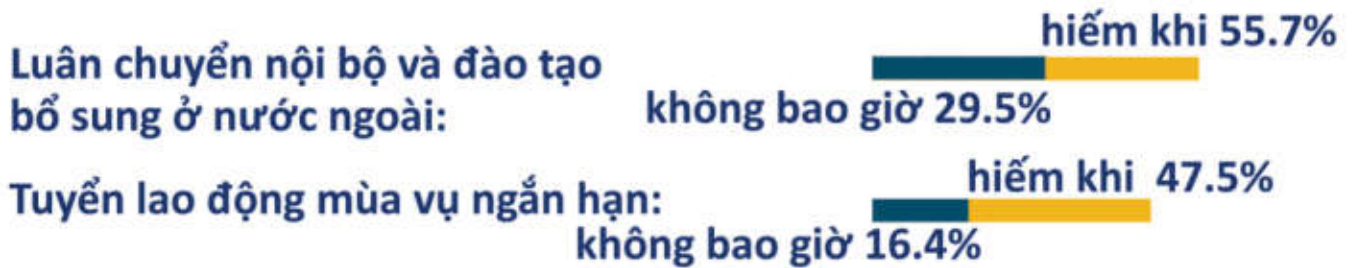 hiếm khi 55.7%
Luân chuyển nội bộ và đào tạo
bổ sung ở nước ngoài:
không bao giờ 29.5%
hiếm khi 47.5%
Tuyển lao động mùa vụ ngắn hạn:
không bao giờ 16.4%